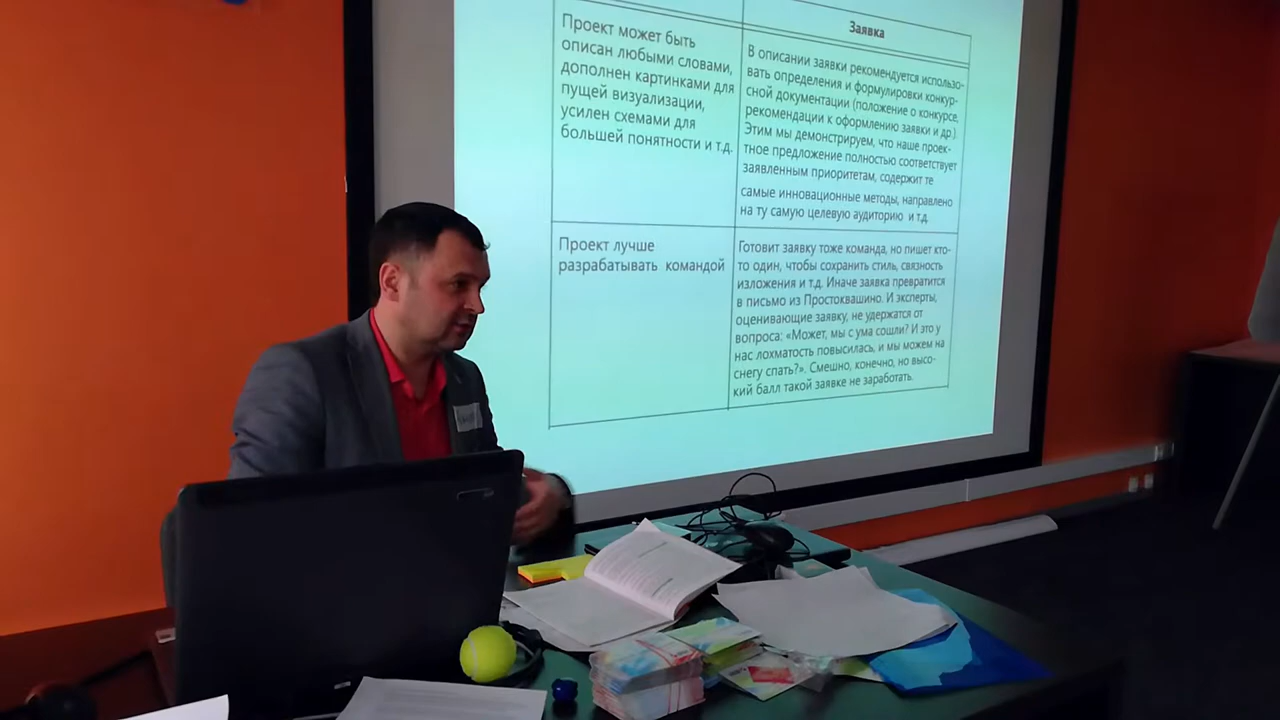 Проект может быть
описан любыми словами,
дополнен картинками для
пущей визуализации,
усилен схемами для
большей понятности и т.д.
Заявка
В описании заявки рекомендуется использо-
вать определения и формулировки конкур-
сной документации (положение о конкурсе,
рекомендации к оформлению заявки и др.)
Этим мы демонстрируем, что наше проек-
тное предложение полностью соответствует
заявленным приоритетам, содержит те
самые инновационные методы, направлено
на ту самую целевую аудиторию и т.д.
Проект лучше
разрабатывать командой
Готовит заявку тоже команда, но пишет кто-
то один, чтобы сохранить стиль, связность
изложения и т.д. Иначе заявка превратится
в письмо из Простоквашино. И эксперты,
оценивающие заявку, не удержатся от
вопроса: «Может, мы с ума сошли? И это у
нас лохматость повысилась, и мы можем на
снегу спать?». Смешно, конечно, но высо-
кий балл такой заявке не заработать.